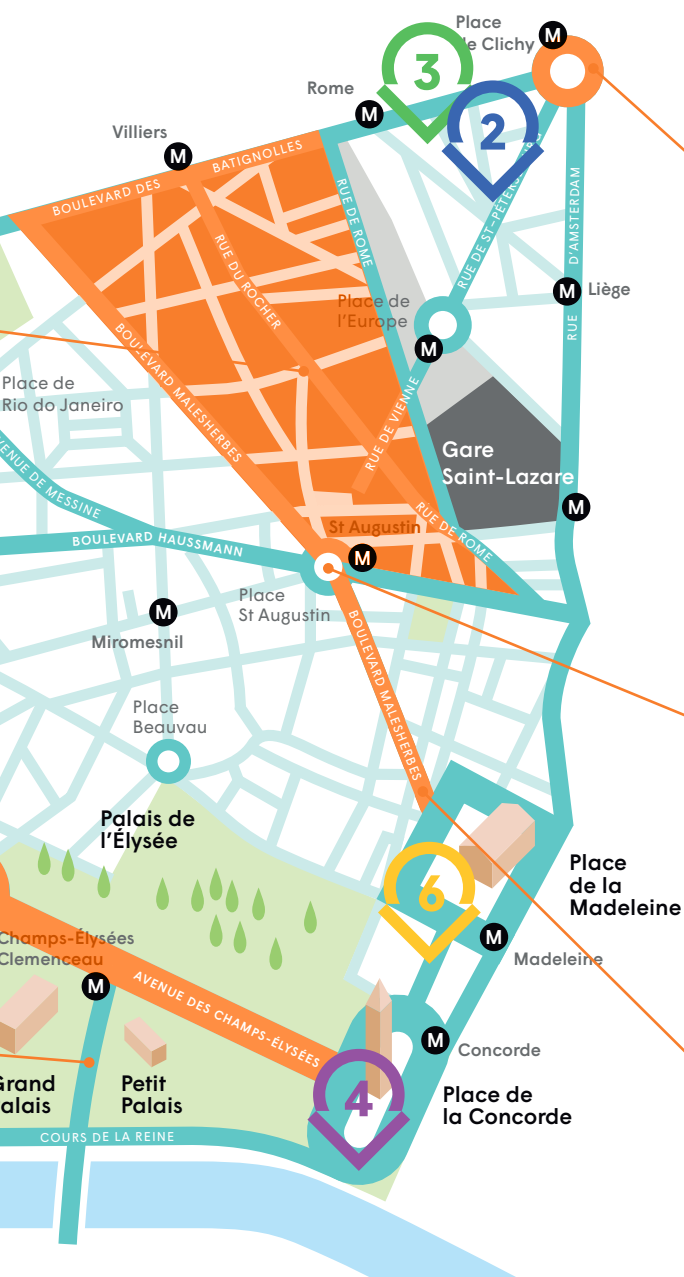 Place
de Clichy
M
3
Rome
M
2
Villiers
M
BOULEVARD DES BATIGNOLLES
RUE DE ROME
RUE DE ST-PÉTERSBOURG
RUE D'AMSTERDAM
RUE DU ROCHER
M
Liège
Place de
l'Europe
M
BOULEVARD MALESHERBES
Place de
Rio do Janeiro
RUE DE VIENNE
Gare
Saint-Lazare
M
AVENUE DE MESSINE
RUE DE ROME
St Augustin
M
BOULEVARD HAUSSMANN
Place
St Augustin
M
Miromesnil
BOULEVARD MALESHERBES
Place
Beauvau
Palais de
l'Élysée
Place
de la
Madeleine
6
M
Madeleine
Champs-Élysées
Clemenceau
M
AVENUE DES CHAMPS-ÉLYSÉES
M
Concorde
Grand
Palais
Petit
Palais
4
Place de
la Concorde
COURS DE LA REINE